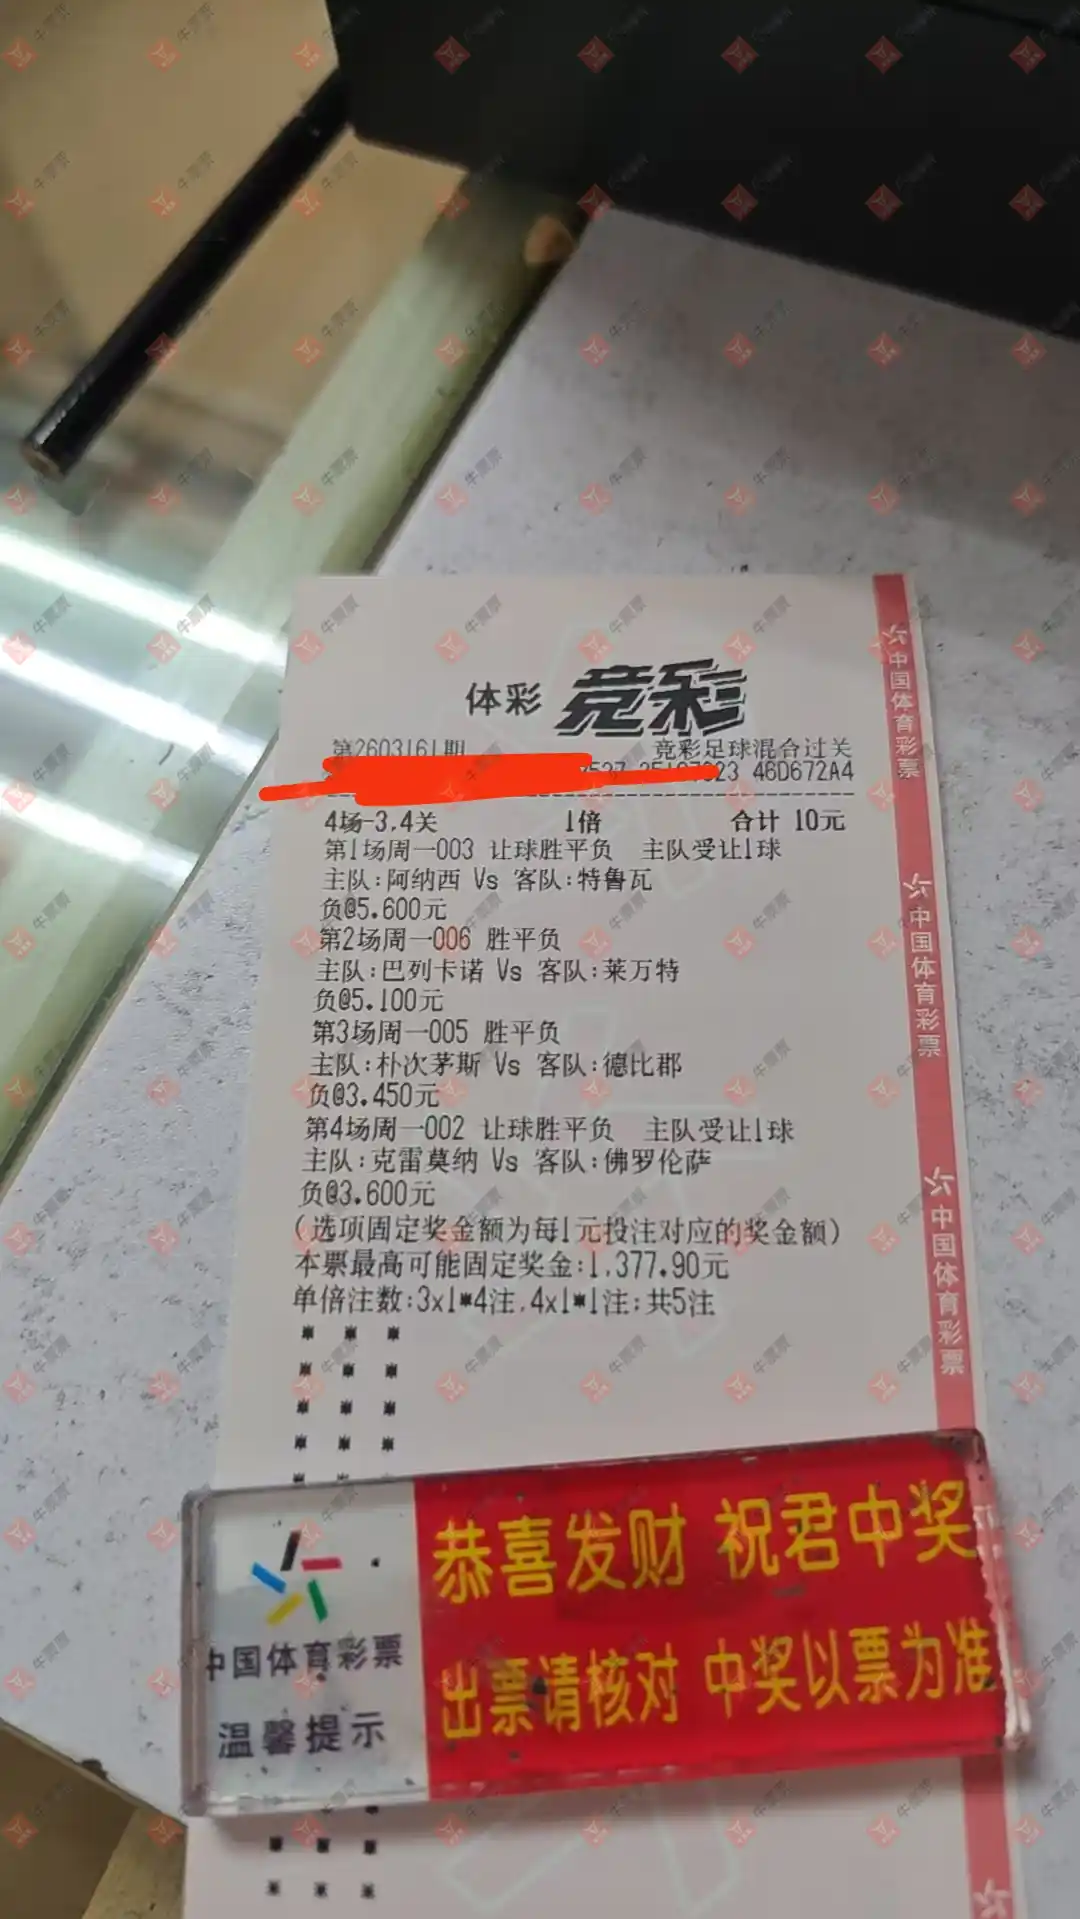 体彩 竞彩
第2603161期 竞彩足球混合过关
23 46D672A4
4场-3,4关 1倍 合计 10元
第1场周一003 让球胜平负 主队受让1球
主队:阿纳西 Vs 客队:特鲁瓦
负@5.600元
第2场周一006 胜平负
主队:巴列卡诺 Vs 客队:莱万特
负@5.100元
第3场周一005 胜平负
主队:朴次茅斯 Vs 客队:德比郡
负@3.450元
第4场周一002 让球胜平负 主队受让1球
主队:克雷莫纳 Vs 客队:佛罗伦萨
负@3.600元
(选项固定奖金额为每1元投注对应的奖金额)
本票最高可能固定奖金:1,377.90元
单倍注数:3x1*4注,4x1*1注;共5注
中国体育彩票
中国体育彩票
中国体育彩票
恭喜发财 祝君中奖
中国体育彩票
出票请核对 中奖以票为准
温馨提示
牛票票